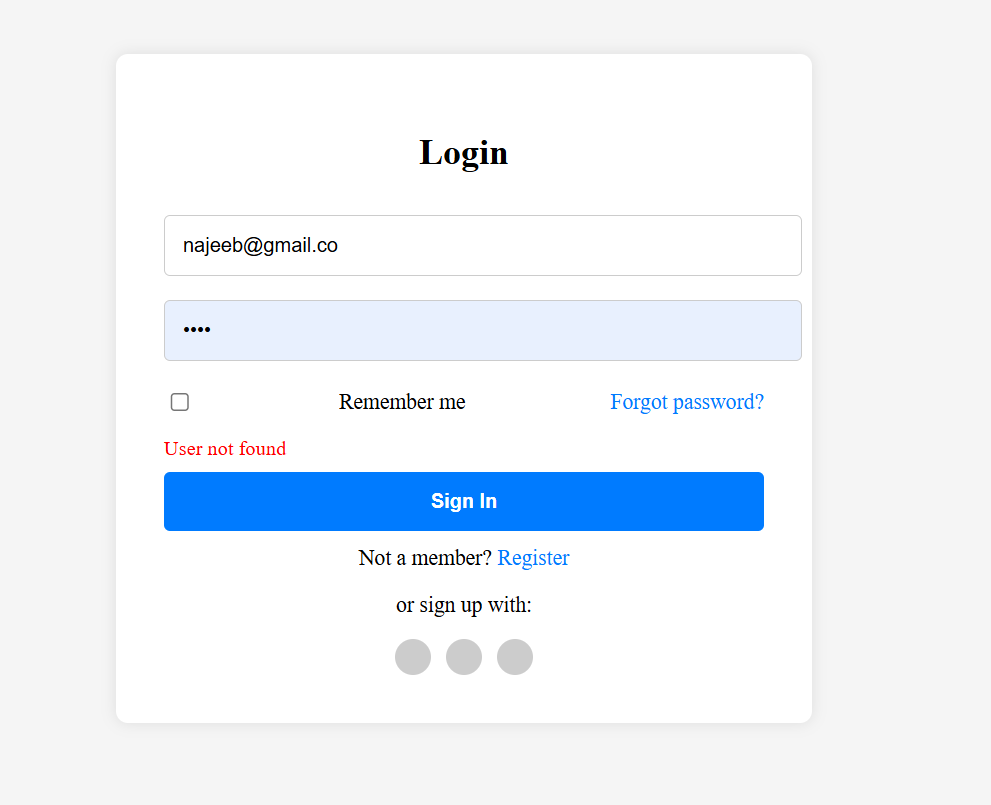 Login
najeeb@gmail.co
••••
Remember me Forgot password?
User not found
Sign In
Not a member? Register
or sign up with: